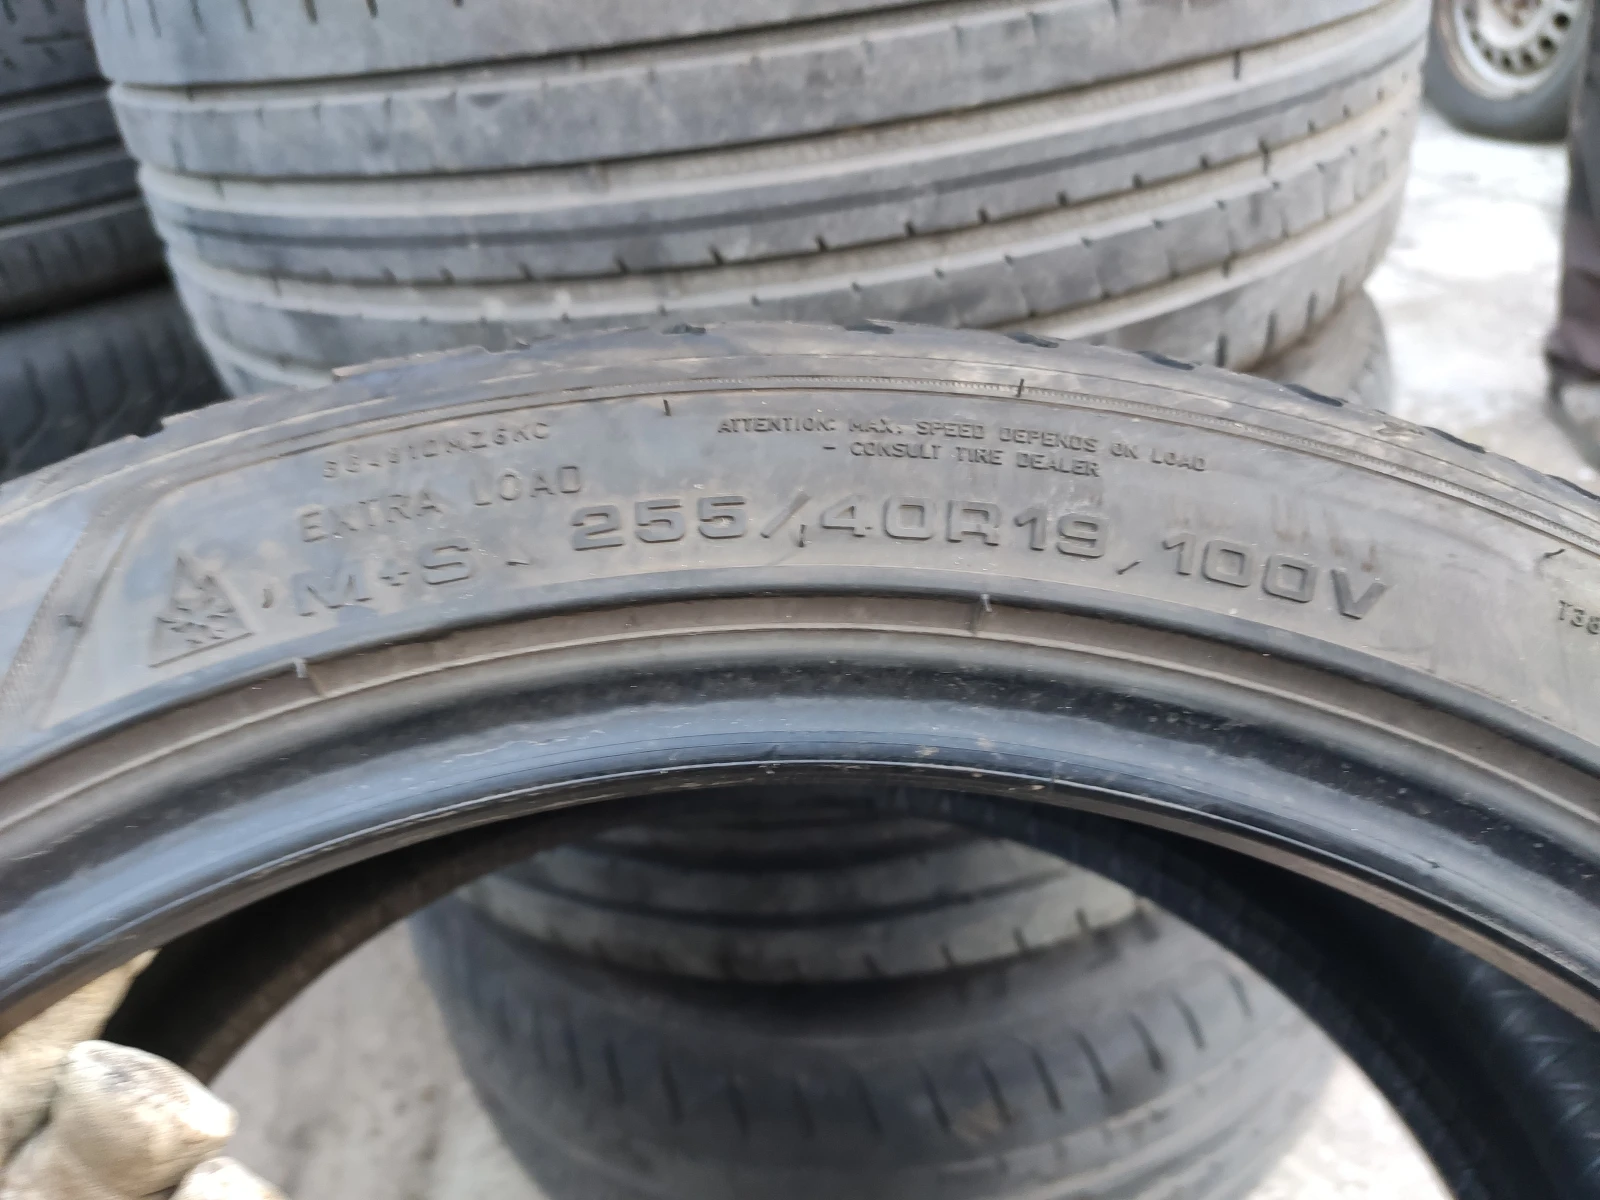 ATTENTION: MAX. SPEED DEPENDS ON LOAD
- CONSULT TIRE DEALER
EXTRA LOAD
M+S 255/40R19 100V